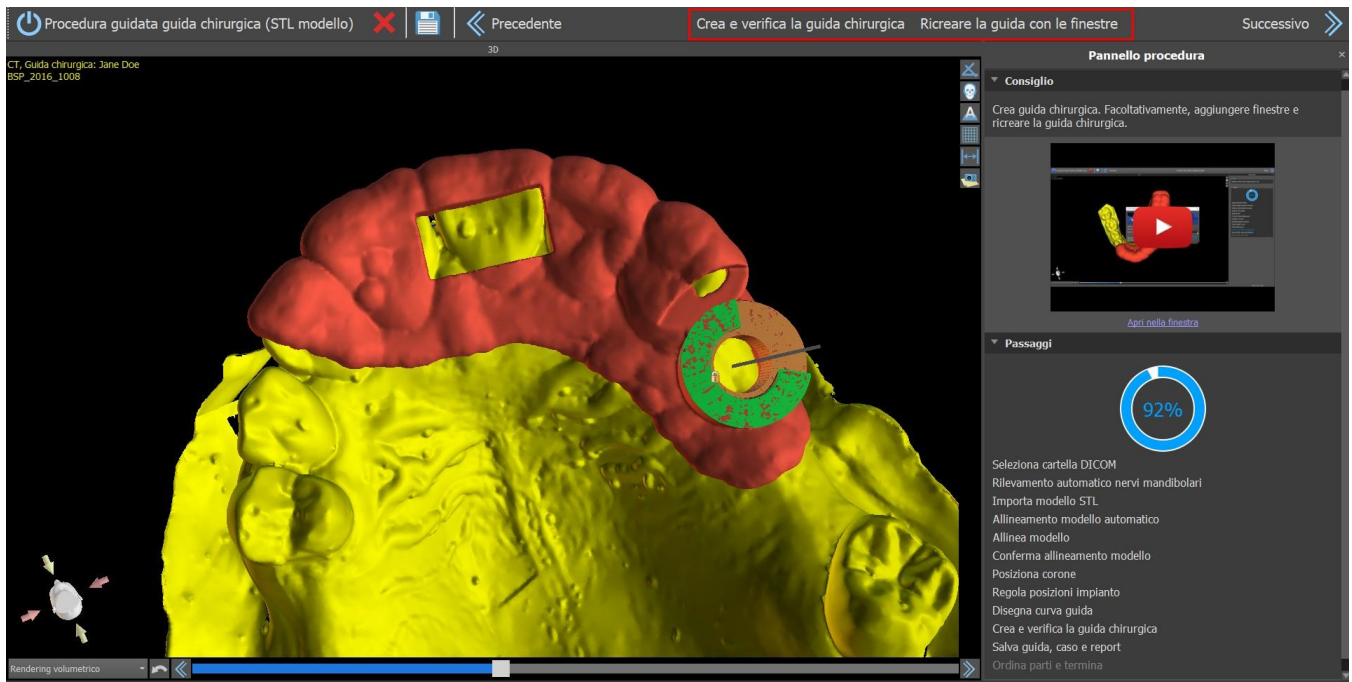 Procedura guidata guida chirurgica (STL modello)
Precedente
Crea e verifica la guida chirurgica
Ricreare la guida con le finestre
Successivo
3D
CT, Guida chirurgica: Jane Doe
BSP_2016_1008
A
Pannello procedura
Consiglio
Crea guida chirurgica. Facoltativamente, aggiungere finestre e
ricreare la guida chirurgica.
Apri nella finestra
Passaggi
92%
Seleziona cartella DICOM
Rilevamento automatico nervi mandibolari
Importa modello STL
Allineamento modello automatico
Allinea modello
Conferma allineamento modello
Posiziona corone
Regola posizioni impianto
Disegna curva guida
Crea e verifica la guida chirurgica
Salva guida, caso e report
Ordina parti e termina
Rendering volumetrico